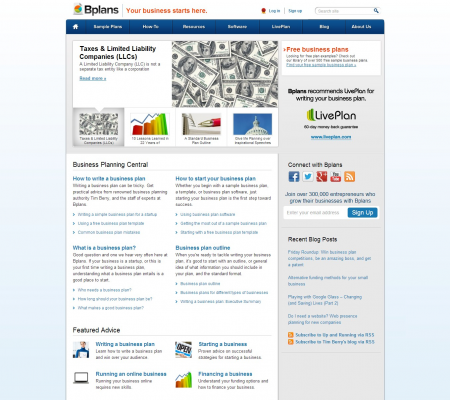 Bplans
Your business starts here.
Log in
Sign up
Home
Sample Plans
How-To
Resources
Software
LivePlan
Blog
About Us
Taxes & Limited Liability
Companies (LLCs)
A Limited Liability Company (LLC) is not a
separate tax entity like a corporation
Read more »
Taxes & Limited Liability
Companies (LLCs)
10 Lessons Learned in
22 Years of
A Standard Business
Plan Outline
Give Me Planning over
Inspirational Speeches
Free business plans
Looking for free plan examples? Check out
our library of over 500 free sample business plans.
Find your free sample business plan »
Bplans recommends LivePlan for
writing your business plan.
LivePlan
60 day money back guarantee
www.liveplan.com
Business Planning Central
How to write a business plan
Writing a business plan can be tricky. Get
practical advice from renowned business planning
authority Tim Berry, and the staff of experts at
Bplans.
Writing a simple business plan for a startup
Using a free business plan template
Common business plan mistakes
How to start your business plan
Whether you begin with a sample business plan,
a template, or business plan software, just
starting your business plan is the first step toward
success.
Using business plan software
Getting the most out of a sample business plan
Starting with a free business plan template
What is a business plan?
Good question and one we hear very often here at
Bplans. If your business is a startup, or this is
your first time writing a business plan,
understanding what a business plan entails is a
good place to start.
Who needs a business plan?
How long should your business plan be?
What makes a good business plan?
Business plan outline
When you're ready to tackle writing your business
plan, it's good to start with an outline, or general
idea of what information you should include in
your plan, and the standard format.
Business plan outline
Business plans for different types of businesses
Writing a business plan: Executive Summary
Connect with Bplans
Join over 300,000 entrepreneurs who
grow their businesses with Bplans
Enter your email address
Sign Up
Recent Blog Posts
Friday Roundup: Win business plan
competitions, be an amazing boss, and get
a patent
Alternative funding methods for your small
business
Playing with Google Glass – Changing
(and Saving) Lives (Part 2)
Do I need a website? Web presence
planning for new companies
Subscribe to Up and Running via RSS
Subscribe to Tim Berry's blog via RSS
Featured Advice
Writing a business plan
Learn how to write a business plan
and win over your audience.
Starting a business
Proven advice on successful
strategies for starting a business.
Running an online business
Running your business online
requires new skills.
Financing a business
Understanding your funding options
and how to finance your business